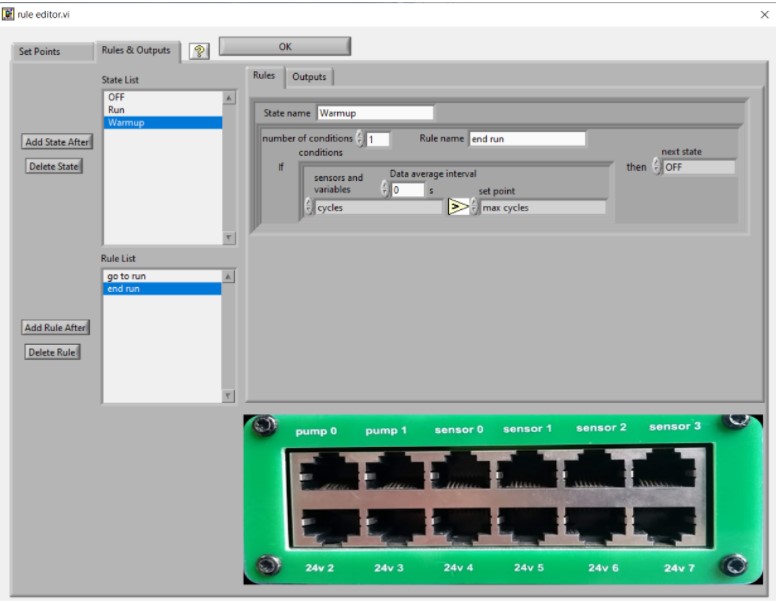 rule editor.vi
Set Points
Rules & Outputs
?
OK
State List
OFF
Run
Warmup
Add State After
Delete State
Rule List
go to run
end run
Add Rule After
Delete Rule
Rules
Outputs
State name Warmup
number of conditions 1 Rule name end run
conditions
next state
If
then OFF
sensors and
variables
Data average interval
0 s
set point
cycles > max cycles
pump 0 pump 1 sensor 0 sensor 1 sensor 2 sensor 3
24v 2 24v 3 24v 4 24v 5 24v 6 24v 7